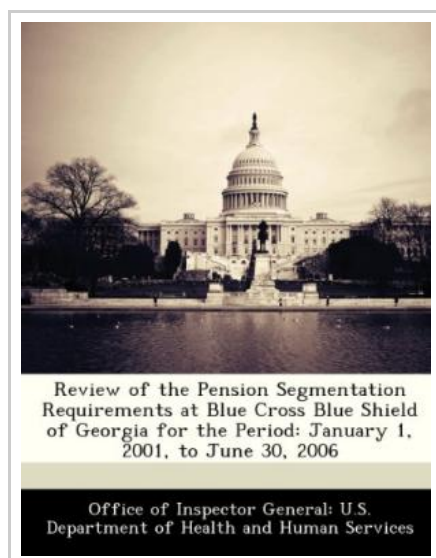 Review of the Pension Segmentation
Requirements at Blue Cross Blue Shield
of Georgia for the Period: January 1,
2001, to June 30, 2006
Office of Inspector General: U.S.
Department of Health and Human Services